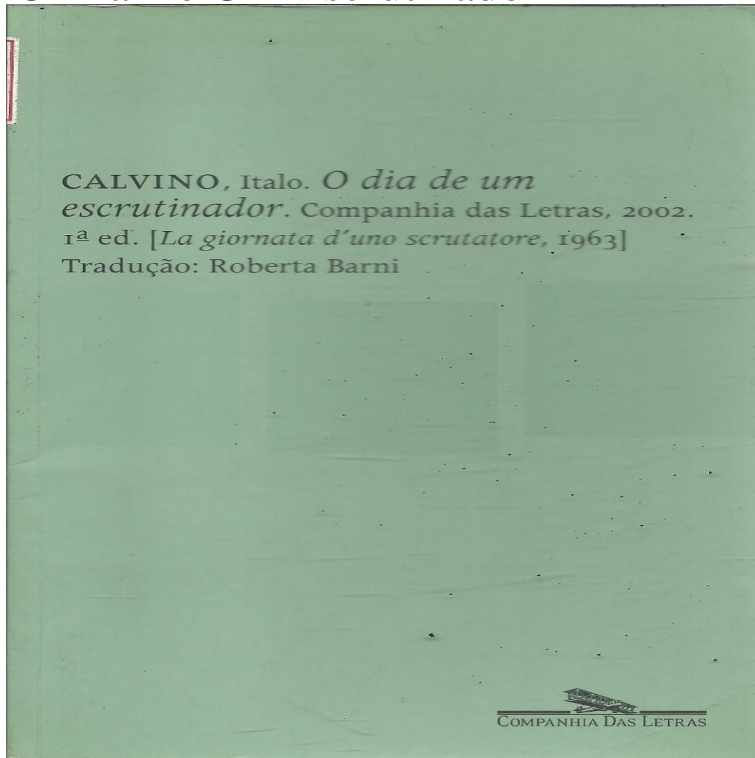 CALVINO, Italo. O dia de um
escrutinador. Companhia das Letras, 2002.
1ª ed. [La giornata d'uno scrutatore, 1963]
Tradução: Roberta Barni
COMPANHIA DAS LETRAS